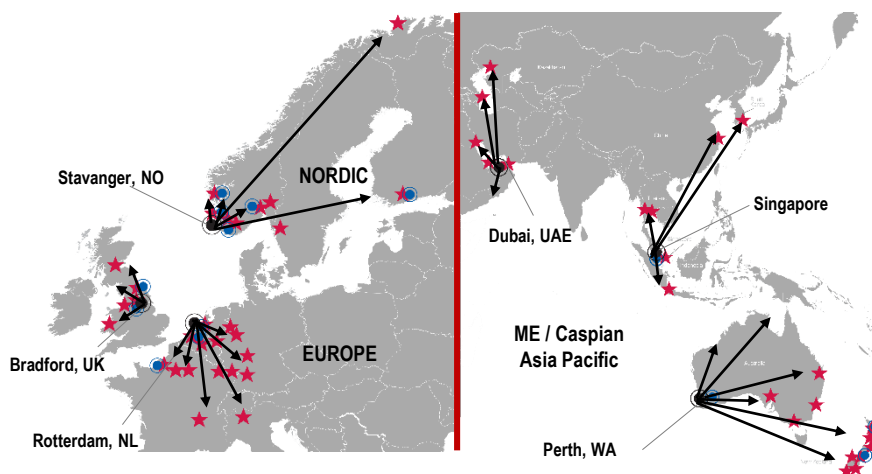 Stavanger, NO
NORDIC
Bradford, UK
EUROPE
Rotterdam, NL
Dubai, UAE
Singapore
ME / Caspian
Asia Pacific
Perth, WA